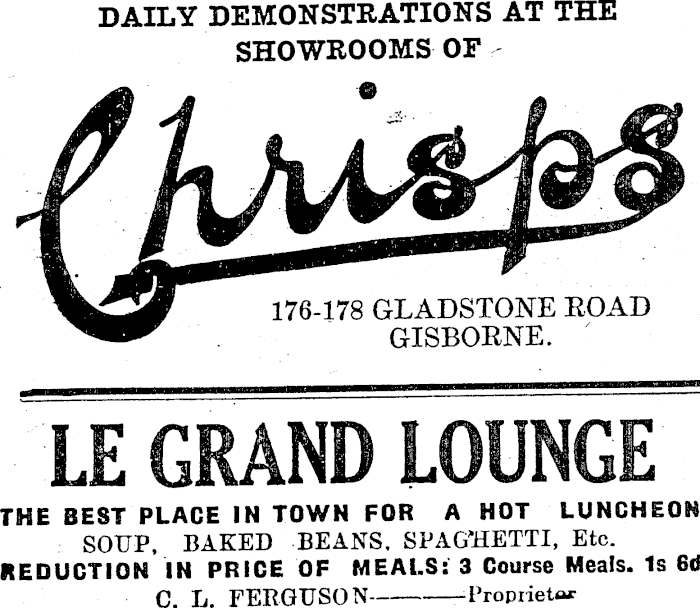 DAILY DEMONSTRATIONS AT THE
SHOWROOMS OF
Chrisps
176-178 GLADSTONE ROAD
GISBORNE.
LE GRAND LOUNGE
THE BEST PLACE IN TOWN FOR A HOT LUNCHEON
SOUP, BAKED BEANS, SPAGHETTI, Etc.
REDUCTION IN PRICE OF MEALS: 3 Course Meals. 1s 6d
C. L. FERGUSON————Proprietor